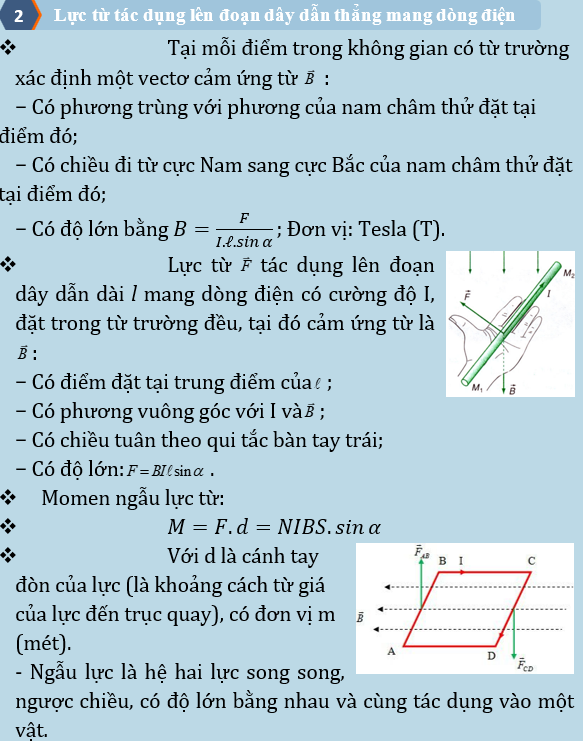 2 Lực từ tác dụng lên đoạn dây dẫn thẳng mang dòng điện
❖ Tại mỗi điểm trong không gian có từ trường
xác định một vectơ cảm ứng từ $\vec{B}$ :
− Có phương trùng với phương của nam châm thử đặt tại
điểm đó;
− Có chiều đi từ cực Nam sang cực Bắc của nam châm thử đặt
tại điểm đó;
− Có độ lớn bằng $B = \frac{F}{I.\ell.sin\,\alpha}$; Đơn vị: Tesla (T).
❖ Lực từ $\vec{F}$ tác dụng lên đoạn
dây dẫn dài $l$ mang dòng điện có cường độ I,
đặt trong từ trường đều, tại đó cảm ứng từ là
$\vec{B}$ :
− Có điểm đặt tại trung điểm của $\ell$ ;
− Có phương vuông góc với I và $\vec{B}$ ;
− Có chiều tuân theo qui tắc bàn tay trái;
− Có độ lớn: $F = BI\ell \sin\alpha$ .
M₂
I
$\vec{F}$
M₁
$\vec{B}$
❖ Momen ngẫu lực từ:
❖ $M = F.d = NIBS.sin\,\alpha$
❖ Với d là cánh tay
đòn của lực (là khoảng cách từ giá
của lực đến trục quay), có đơn vị m
(mét).
$\vec{F}_{AB}$
B I C
$\vec{B}$
A D
$\vec{F}_{CD}$
- Ngẫu lực là hệ hai lực song song,
ngược chiều, có độ lớn bằng nhau và cùng tác dụng vào một
vật.